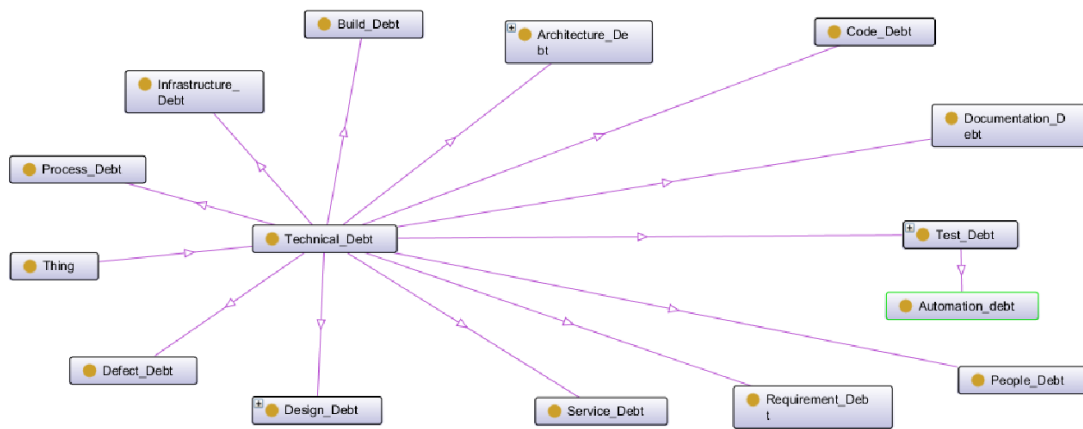 Build_Debt
Architecture_De
bt
Code_Debt
Infrastructure_
Debt
Documentation_D
ebt
Process_Debt
Technical_Debt
Test_Debt
Thing
Automation_debt
Defect_Debt
People_Debt
Design_Debt
Service_Debt
Requirement_Deb
t